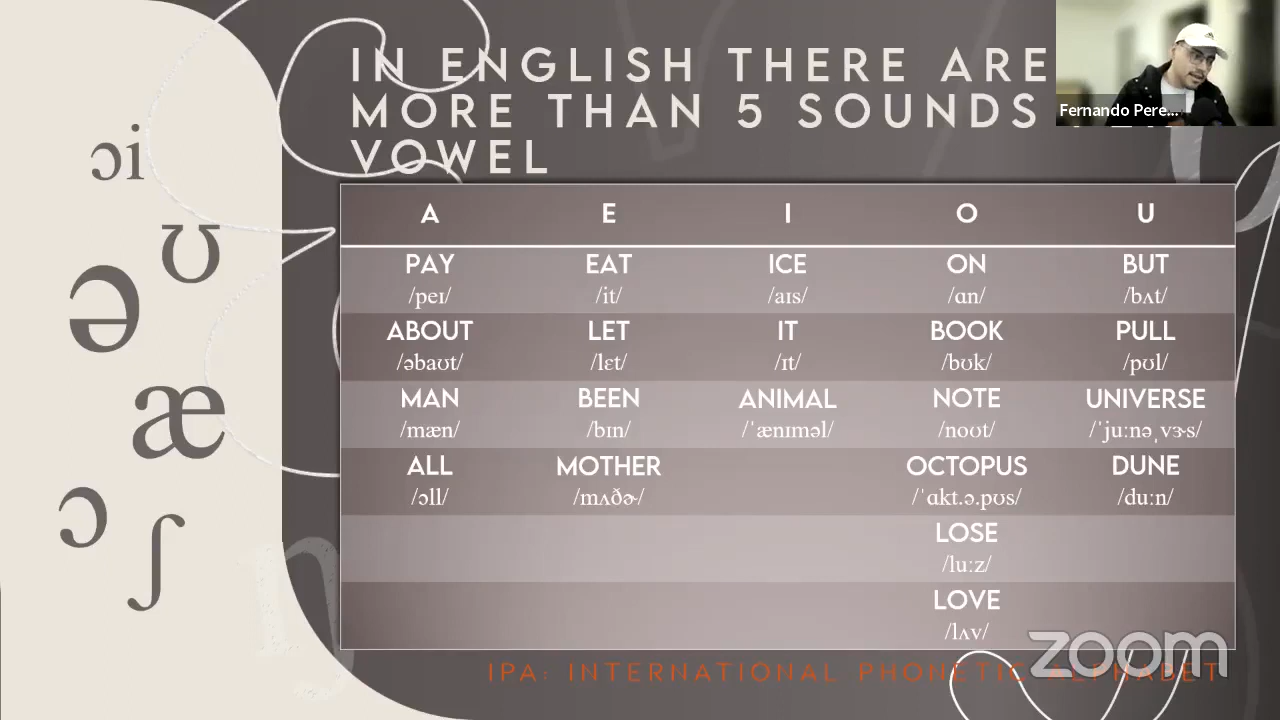 IN ENGLISH THERE ARE
MORE THAN 5 SOUNDS
VOWEL
Fernando Pere...
ɔi
ʊ
ə
æ
ɔ
ʃ
A E I O U
PAY EAT ICE ON BUT
/peɪ/ /it/ /aɪs/ /ɑn/ /bʌt/
ABOUT LET IT BOOK PULL
/əbaʊt/ /lɛt/ /ɪt/ /bʊk/ /pʊl/
MAN BEEN ANIMAL NOTE UNIVERSE
/mæn/ /bɪn/ /ˈænɪməl/ /noʊt/ /ˈjuːnəˌvɝs/
ALL MOTHER OCTOPUS DUNE
/ɔll/ /mʌðɚ/ /ˈɑkt.ə.pʊs/ /duːn/
LOSE
/luːz/
LOVE
/lʌv/
IPA: INTERNATIONAL PHONETIC ALPHABET
zoom